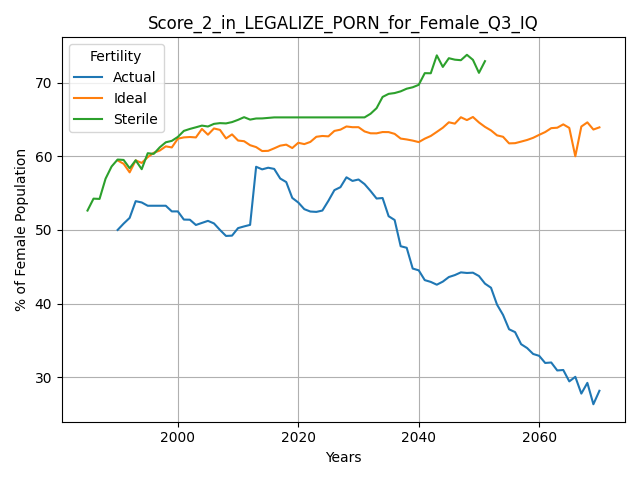 Score_2_in_LEGALIZE_PORN_for_Female_Q3_IQ
Fertility
Actual
Ideal
Sterile
% of Female Population
70
60
50
40
30
2000
2020
2040
2060
Years